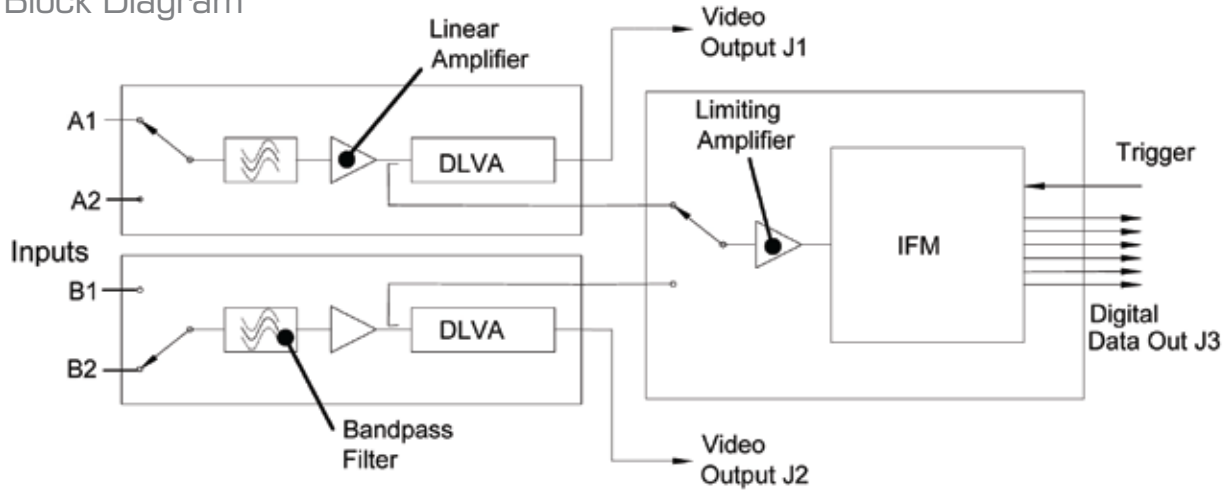 Block Diagram
Linear
Amplifier
Video
Output J1
A1
DLVA
A2
Limiting
Amplifier
Trigger
IFM
Inputs
B1
DLVA
B2
Digital
Data Out J3
Bandpass
Filter
Video
Output J2